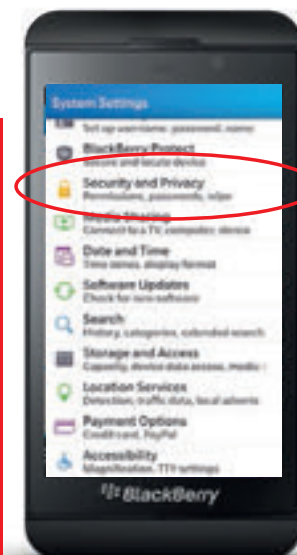 System Settings
Set up username, password, name
BlackBerry Protect
Secure and locate device
Security and Privacy
Permissions, passwords, wipe
Media Sharing
Connect to a TV, computer, device
Date and Time
Time zones, display format
Software Updates
Check for new software
Search
History, categories, extended search
Storage and Access
Capacity, device data access, media
Location Services
Detection, traffic data, local adverts
Payment Options
Credit card, PayPal
Accessibility
Magnification, TTY settings
BlackBerry